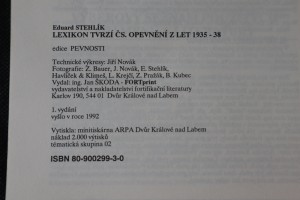 Eduard STEHLÍK
LEXIKON TVRZÍ ČS. OPEVNĚNÍ Z LET 1935 - 38
edice PEVNOSTI
Technické výkresy: Jiří Novák
Fotografie: Z. Bauer, J. Novák, E. Stehlík,
Havlíček & Klimeš, L. Krejčí, Z. Pražák, B. Kubec
Vydal: ing. Jan ŠKODA - FORTprint
vydavatelství a nakladatelství fortifikační literatury
Karlov 190, 544 01 Dvůr Králové nad Labem
1. vydání
vyšlo v roce 1992
Vytiskla: minitiskárna ARPA Dvůr Králové nad Labem
náklad 2.000 výtisků
tématická skupina 02
ISBN 80-900299-3-0